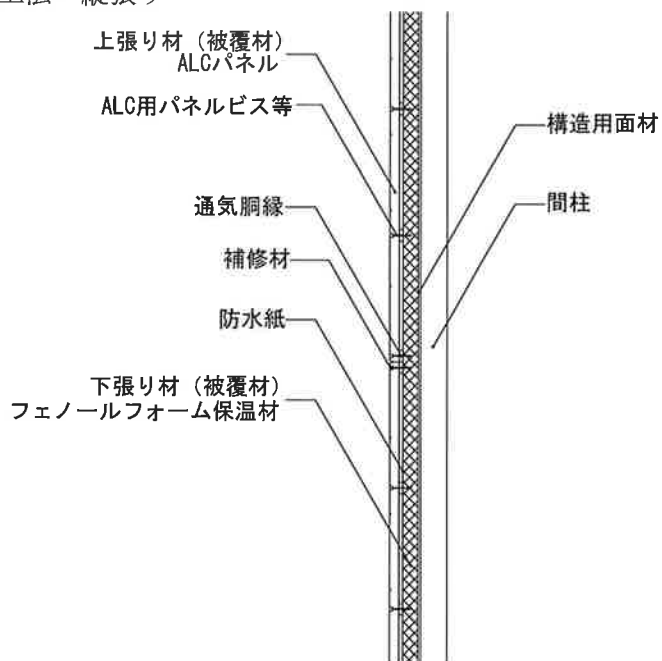 上張り材（被覆材）
ALCパネル
ALC用パネルビス等
構造用面材
通気胴縁
間柱
補修材
防水紙
下張り材（被覆材）
フェノールフォーム保温材